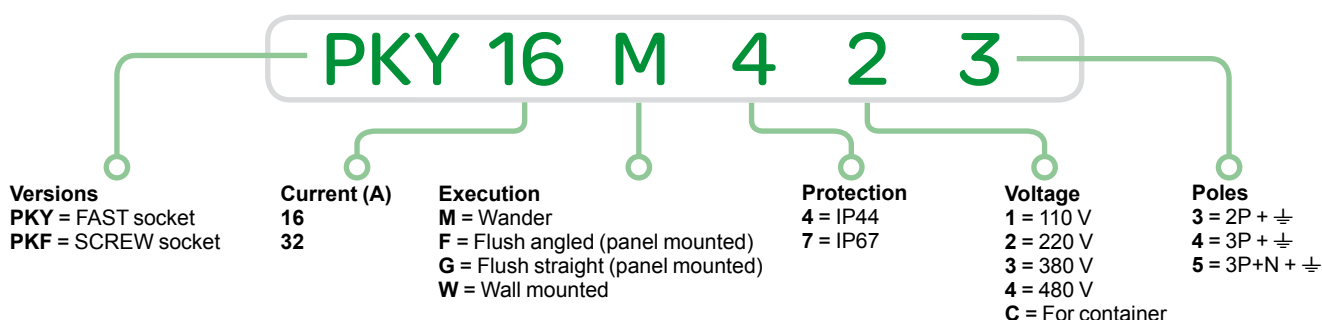 PKY 16 M 4 2 3
Versions
PKY = FAST socket
PKF = SCREW socket
Current (A)
16
32
Execution
M = Wander
F = Flush angled (panel mounted)
G = Flush straight (panel mounted)
W = Wall mounted
Protection
4 = IP44
7 = IP67
Voltage
1 = 110 V
2 = 220 V
3 = 380 V
4 = 480 V
C = For container
Poles
3 = 2P + ⏚
4 = 3P + ⏚
5 = 3P+N + ⏚